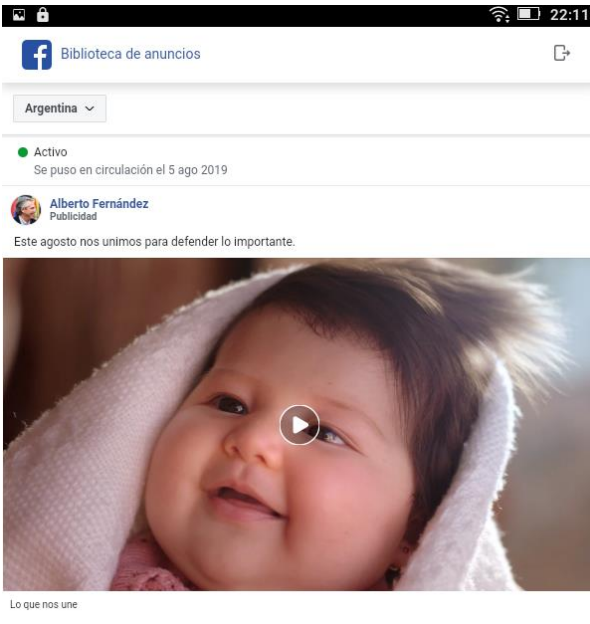 22:11
Biblioteca de anuncios
Argentina
Activo
Se puso en circulación el 5 ago 2019
Alberto Fernández
Publicidad
Este agosto nos unimos para defender lo importante.
Lo que nos une